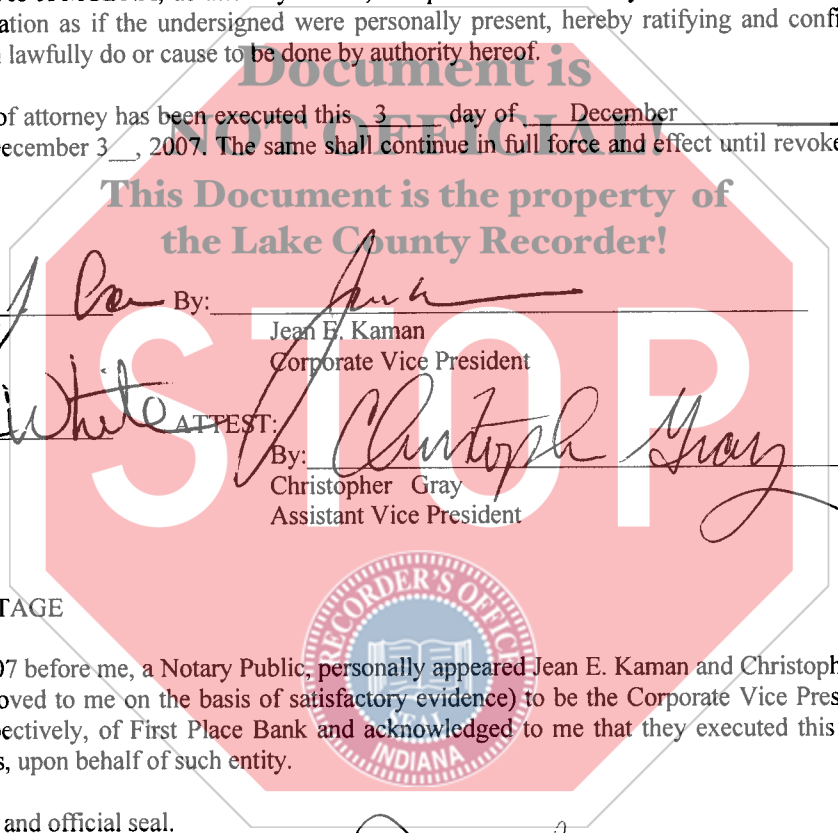 ation as if the undersigned were personally present, hereby ratifying and confi
lawfully do or cause to be done by authority hereof.
Document is
of attorney has been executed this 3 day of December
NOT OFFICIAL!
ecember 3__, 2007. The same shall continue in full force and effect until revoke
This Document is the property of
the Lake County Recorder!
By:
Jean E. Kaman
Corporate Vice President
STOP
White ATTEST:
By: Christoph Gray
Christopher Gray
Assistant Vice President
RECORDER'S OFFICE
TAGE
07 before me, a Notary Public, personally appeared Jean E. Kaman and Christoph
oved to me on the basis of satisfactory evidence) to be the Corporate Vice Pres
pectively, of First Place Bank and acknowledged to me that they executed this
SEAL
s, upon behalf of such entity.
INDIANA
and official seal.